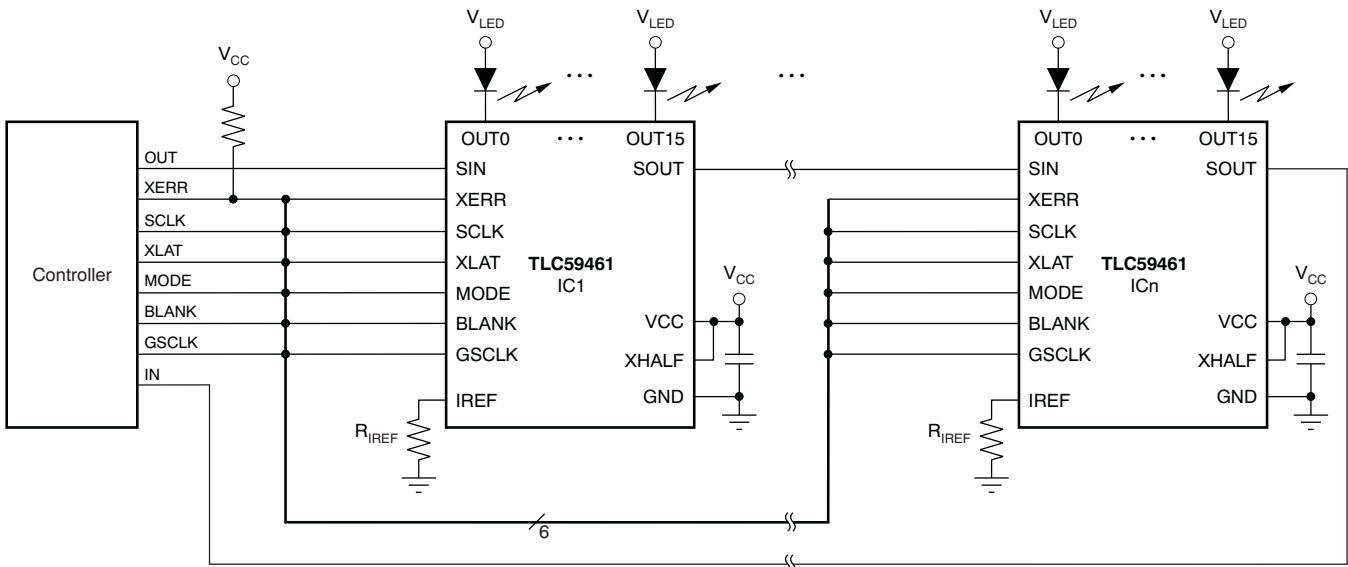 V_LED V_LED V_LED V_LED
V_CC
... ... ...
OUT0 ... OUT15
OUT0 ... OUT15
Controller
OUT
XERR
SCLK
XLAT
MODE
BLANK
GSCLK
IN
SIN
XERR
SCLK
XLAT
MODE
BLANK
GSCLK
IREF
TLC59461
IC1
SOUT
V_CC
VCC
XHALF
GND
R_IREF
SIN
XERR
SCLK
XLAT
MODE
BLANK
GSCLK
IREF
TLC59461
ICn
SOUT
V_CC
VCC
XHALF
GND
R_IREF
6